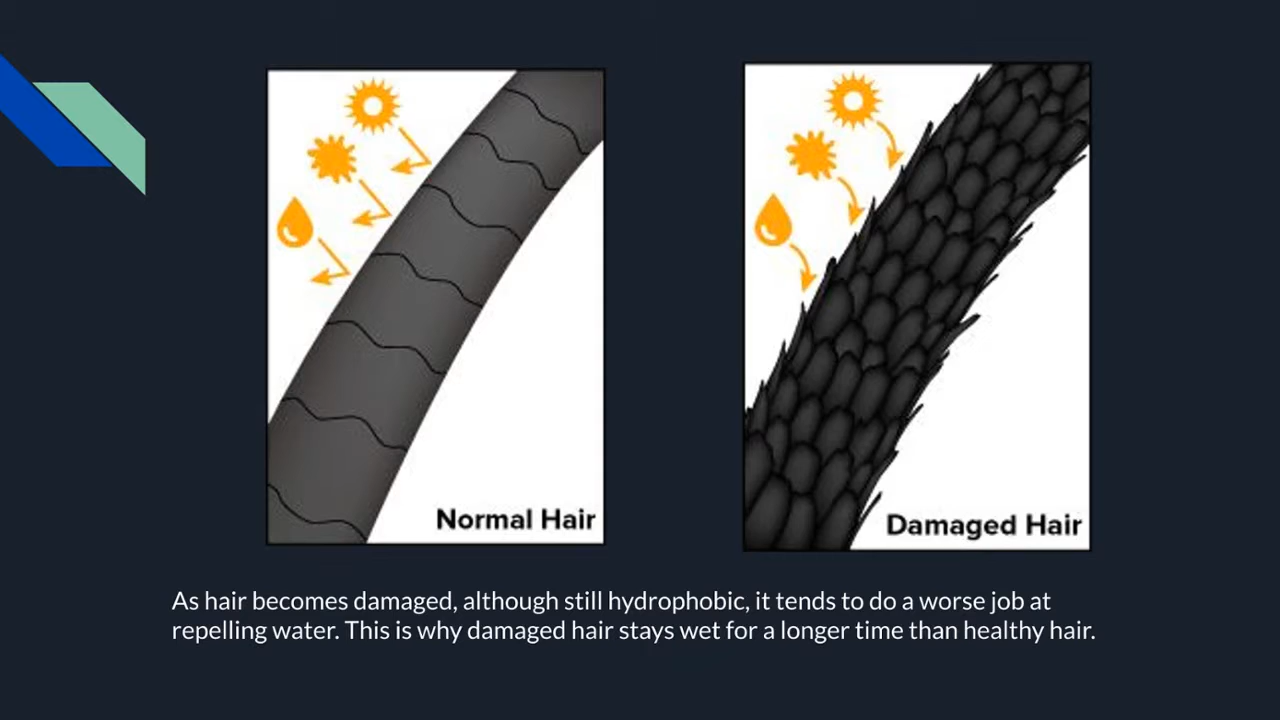 Normal Hair
Damaged Hair
As hair becomes damaged, although still hydrophobic, it tends to do a worse job at
repelling water. This is why damaged hair stays wet for a longer time than healthy hair.